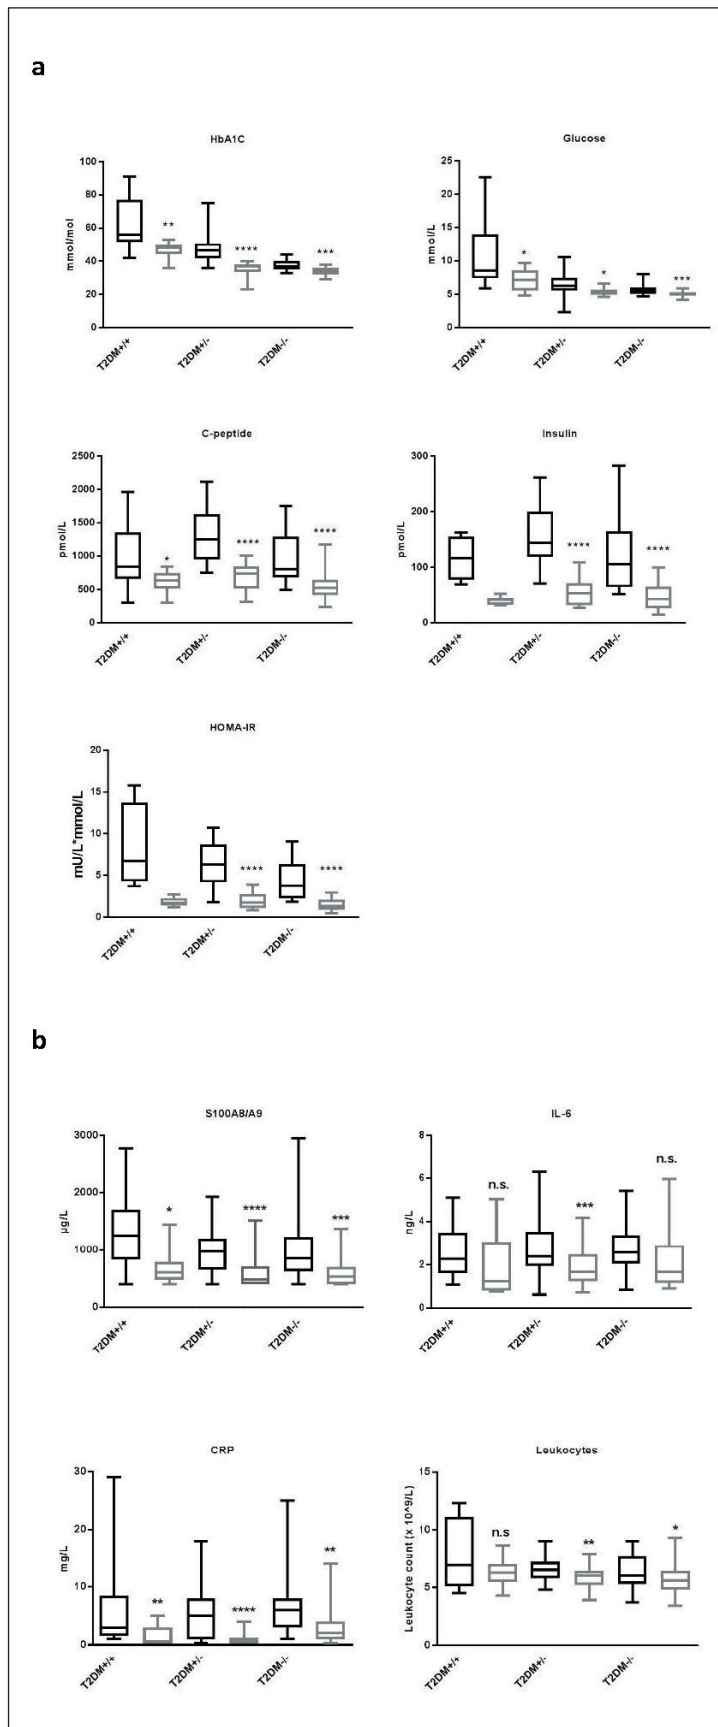 a
HbA1C
mmol/mol
100
80
60
40
20
0
**
****
***
T2DM+/+
T2DM+/-
T2DM-/-
Glucose
mmol/L
25
20
15
10
5
0
*
*
***
T2DM+/+
T2DM+/-
T2DM-/-
C-peptide
pmol/L
2500
2000
1500
1000
500
0
*
****
****
T2DM+/+
T2DM+/-
T2DM-/-
Insulin
pmol/L
300
200
100
0
****
****
T2DM+/+
T2DM+/-
T2DM-/-
HOMA-IR
mU/L*mmol/L
20
15
10
5
0
****
****
T2DM+/+
T2DM+/-
T2DM-/-
b
S100A8/A9
µg/L
3000
2000
1000
0
*
****
***
T2DM+/+
T2DM+/-
T2DM-/-
IL-6
ng/L
8
6
4
2
0
n.s.
***
n.s.
T2DM+/+
T2DM+/-
T2DM-/-
CRP
mg/L
30
20
10
0
**
****
**
T2DM+/+
T2DM+/-
T2DM-/-
Leukocytes
Leukocyte count (x 10^9/L)
15
10
5
0
n.s
**
*
T2DM+/+
T2DM+/-
T2DM-/-